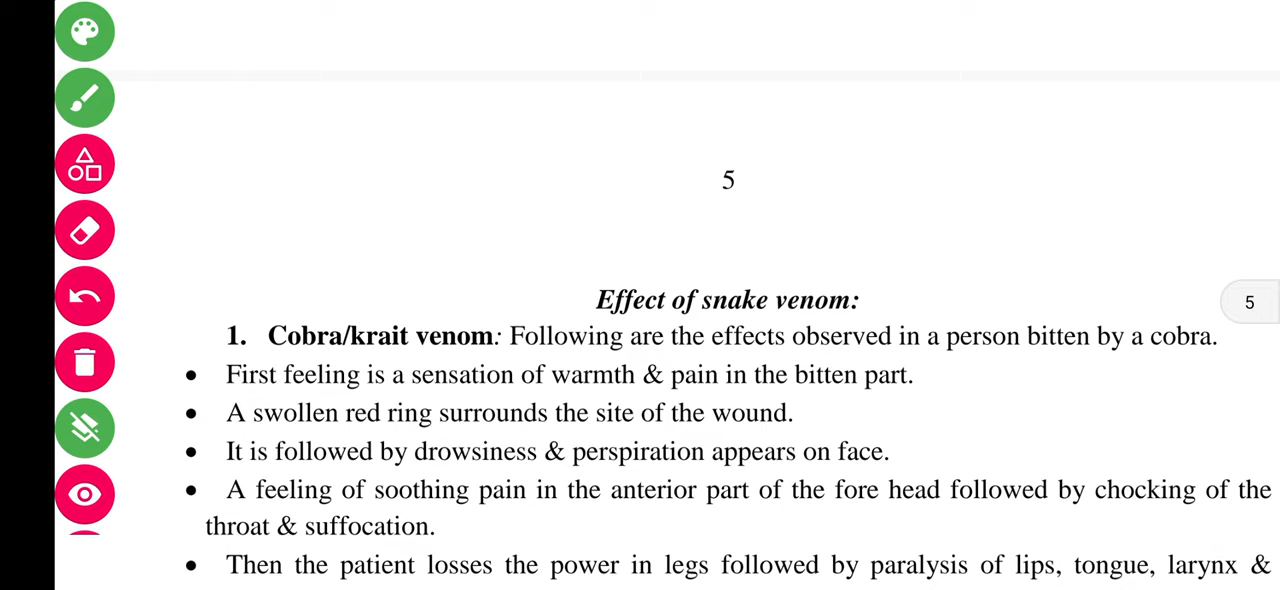 5
Effect of snake venom:
5
1. Cobra/krait venom: Following are the effects observed in a person bitten by a cobra.
• First feeling is a sensation of warmth & pain in the bitten part.
• A swollen red ring surrounds the site of the wound.
• It is followed by drowsiness & perspiration appears on face.
• A feeling of soothing pain in the anterior part of the fore head followed by chocking of the
throat & suffocation.
• Then the patient losses the power in legs followed by paralysis of lips, tongue, larynx &